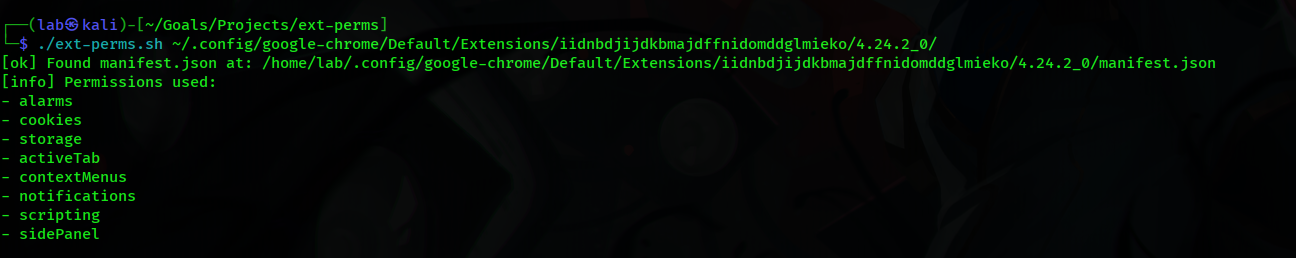 ┌──(lab㉿kali)-[~/Goals/Projects/ext-perms]
└─$ ./ext-perms.sh ~/.config/google-chrome/Default/Extensions/iidnbdjijdkbmajdffnidomddglmieko/4.24.2_0/
[ok] Found manifest.json at: /home/lab/.config/google-chrome/Default/Extensions/iidnbdjijdkbmajdffnidomddglmieko/4.24.2_0/manifest.json
[info] Permissions used:
- alarms
- cookies
- storage
- activeTab
- contextMenus
- notifications
- scripting
- sidePanel